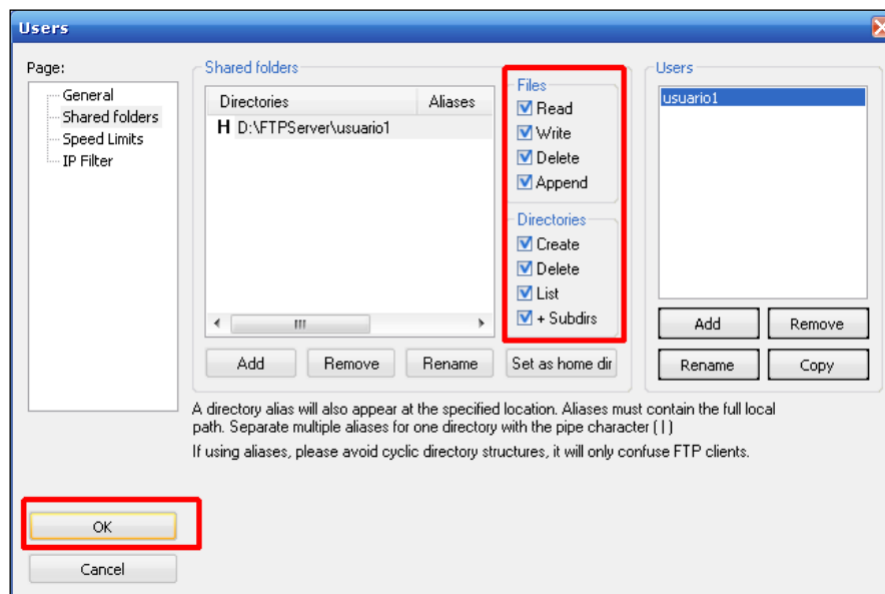 Users
Page:
General
Shared folders
Speed Limits
IP Filter
Shared folders
Directories Aliases
H D:\FTPServer\usuario1
Files
Read
Write
Delete
Append
Directories
Create
Delete
List
+ Subdirs
Add Remove Rename Set as home dir
Users
usuario1
Add Remove
Rename Copy
A directory alias will also appear at the specified location. Aliases must contain the full local
path. Separate multiple aliases for one directory with the pipe character ( | )
If using aliases, please avoid cyclic directory structures, it will only confuse FTP clients.
OK
Cancel